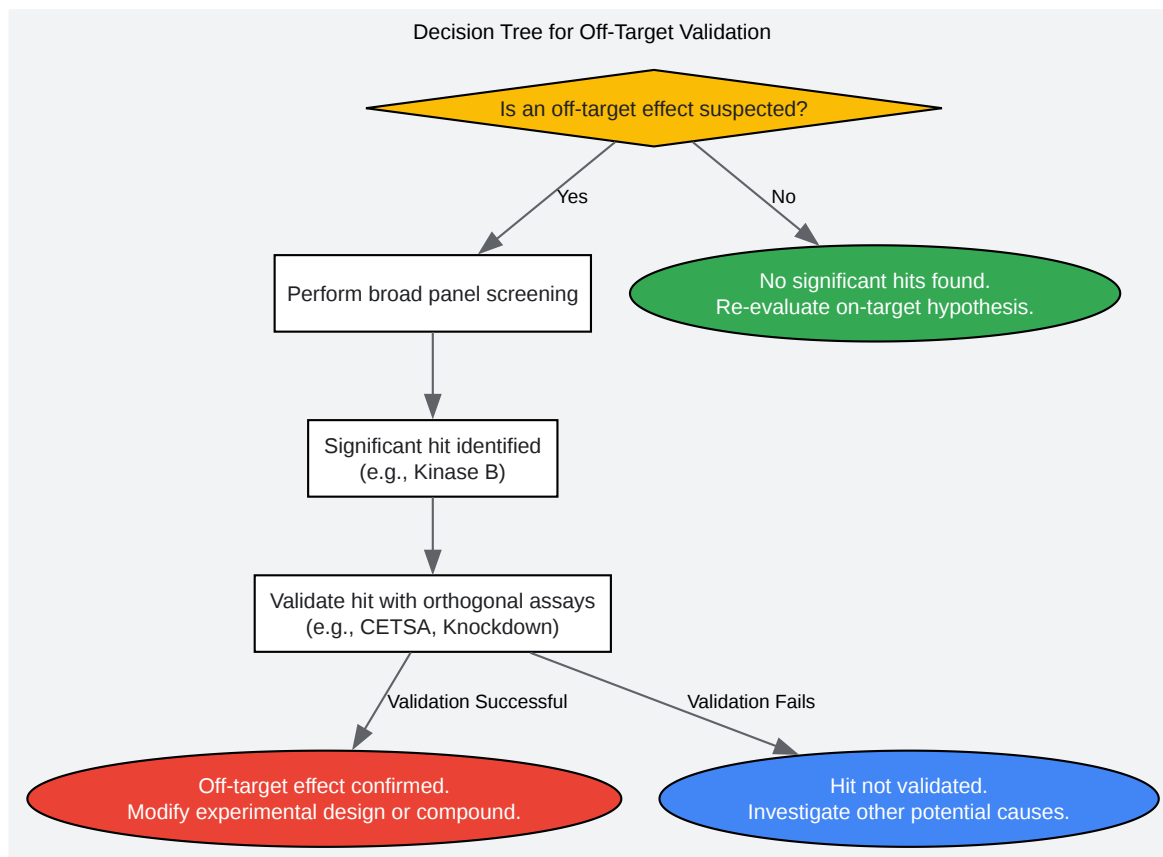 Decision Tree for Off-Target Validation
Is an off-target effect suspected?
Yes
No
Perform broad panel screening
No significant hits found.
Re-evaluate on-target hypothesis.
Significant hit identified
(e.g., Kinase B)
Validate hit with orthogonal assays
(e.g., CETSA, Knockdown)
Validation Successful
Validation Fails
Off-target effect confirmed.
Modify experimental design or compound.
Hit not validated.
Investigate other potential causes.